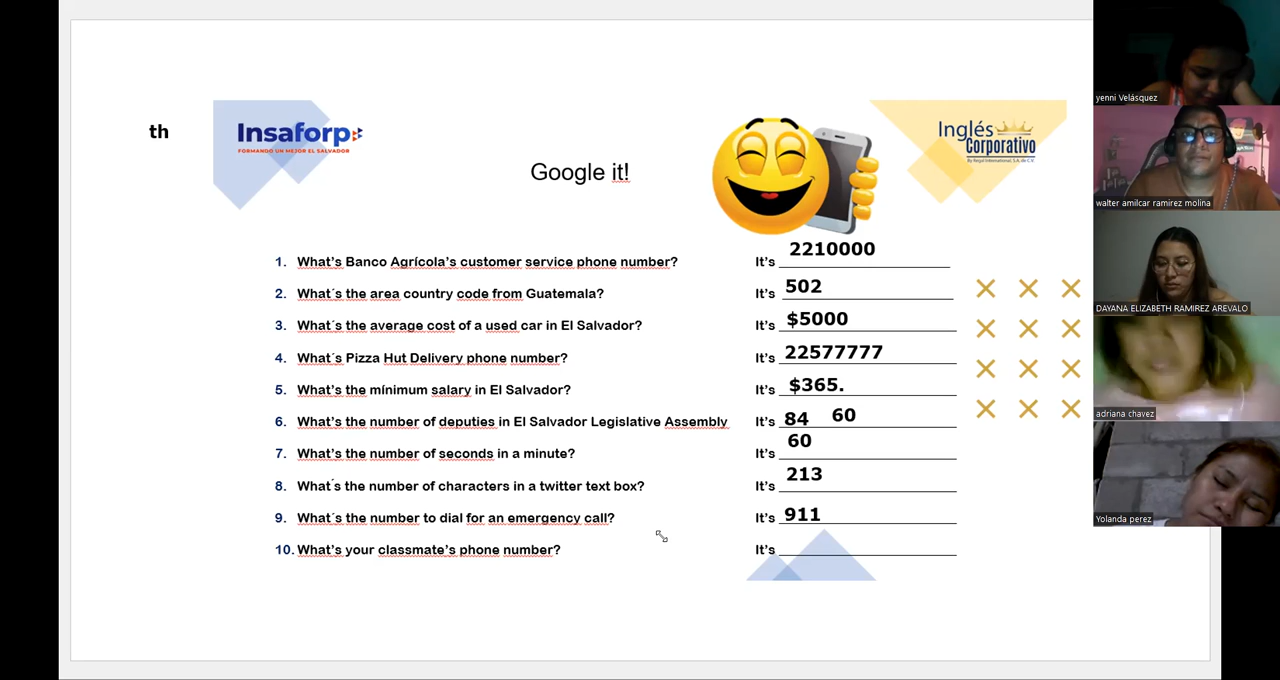 th
Insaforp
FORMANDO UN MEJOR EL SALVADOR
Inglés
Corporativo
By Regal International, S.A. de C.V.
Google it!
1. What's Banco Agrícola's customer service phone number? It's 2210000
2. What´s the area country code from Guatemala? It's 502
3. What´s the average cost of a used car in El Salvador? It's $5000
4. What´s Pizza Hut Delivery phone number? It's 22577777
5. What's the mínimum salary in El Salvador? It's $365.
6. What's the number of deputies in El Salvador Legislative Assembly It's 84 60
7. What's the number of seconds in a minute? It's 60
8. What´s the number of characters in a twitter text box? It's 213
9. What´s the number to dial for an emergency call? It's 911
10. What's your classmate's phone number? It's
yenni Velásquez
walter amilcar ramirez molina
DAYANA ELIZABETH RAMIREZ AREVALO
adriana chavez
Yolanda perez